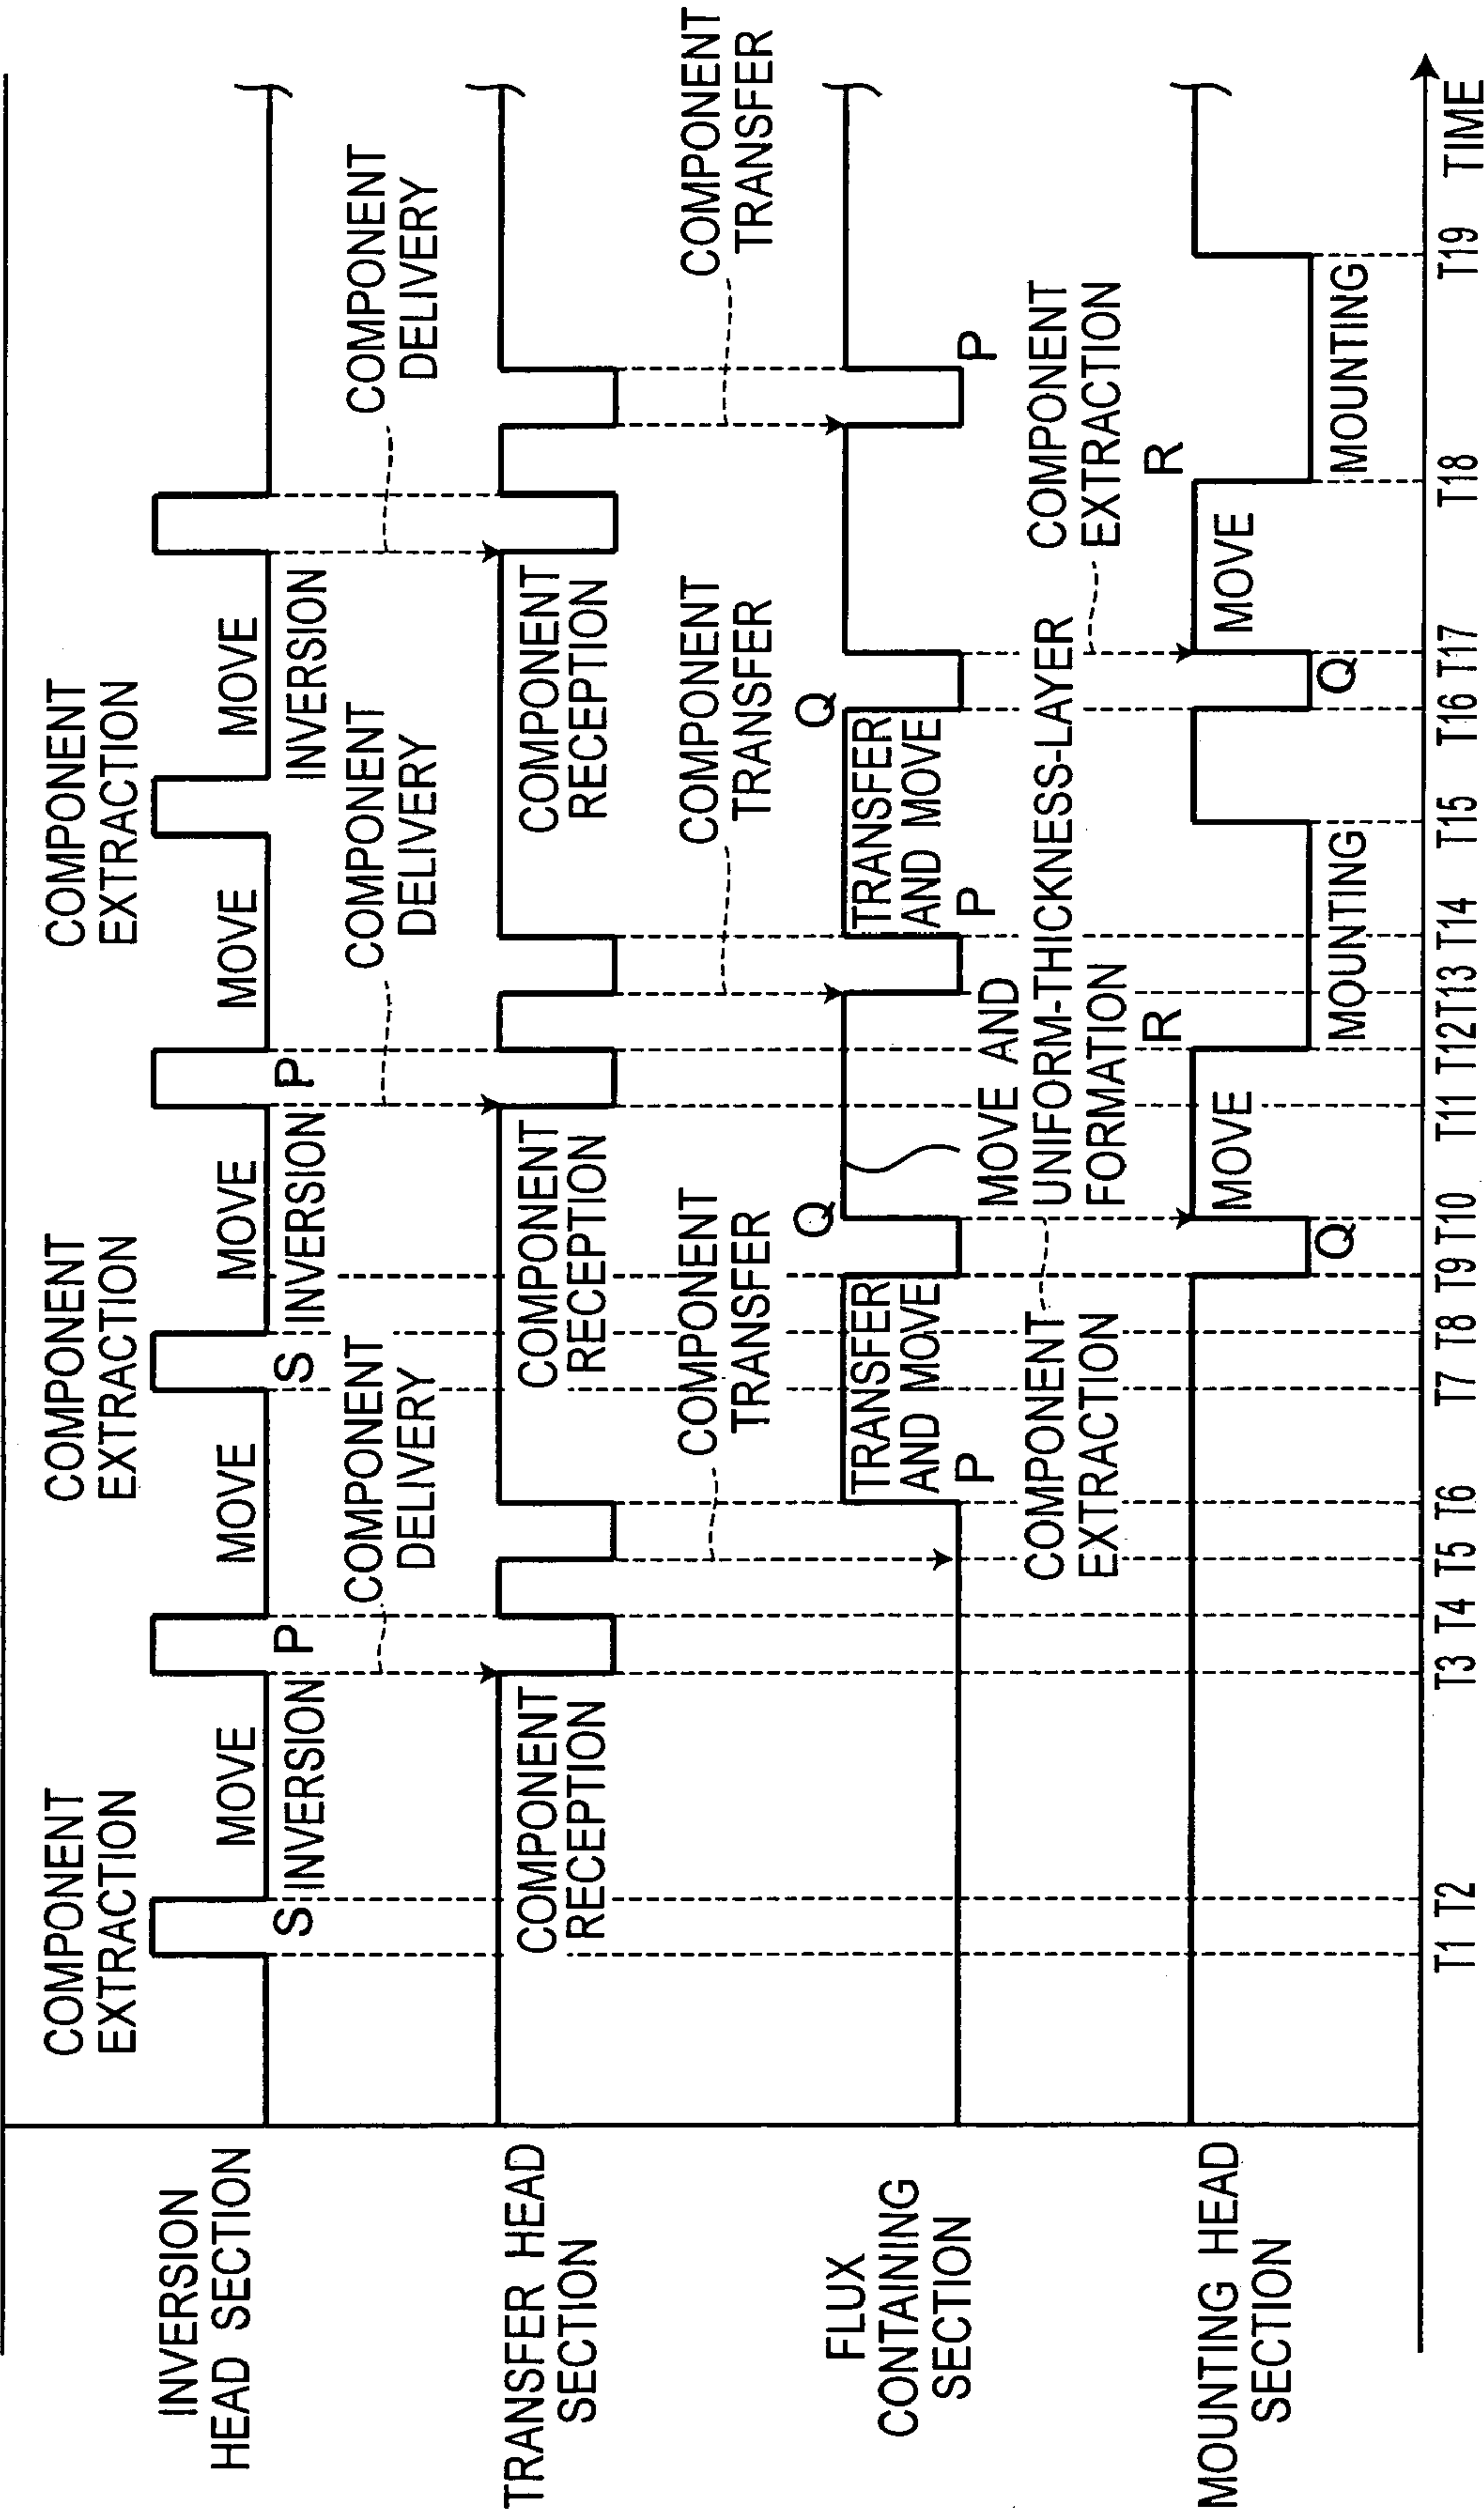 INVERSION
HEAD SECTION
COMPONENT
EXTRACTION
COMPONENT
EXTRACTION
COMPONENT
EXTRACTION
MOVE
MOVE
MOVE
MOVE
MOVE
S
INVERSION
P
S
INVERSION
P
INVERSION
COMPONENT
DELIVERY
COMPONENT
DELIVERY
COMPONENT
DELIVERY
TRANSFER HEAD
SECTION
COMPONENT
RECEPTION
COMPONENT
RECEPTION
COMPONENT
RECEPTION
COMPONENT
TRANSFER
COMPONENT
TRANSFER
COMPONENT
TRANSFER
FLUX
CONTAINING
SECTION
Q
Q
TRANSFER
AND MOVE
TRANSFER
AND MOVE
P
P
P
MOVE AND
UNIFORM-THICKNESS-LAYER
FORMATION
COMPONENT
EXTRACTION
COMPONENT
EXTRACTION
MOUNTING HEAD
SECTION
R
R
MOVE
MOVE
Q
MOUNTING
Q
MOUNTING
T1 T2 T3 T4 T5 T6 T7 T8 T9 T10 T11 T12 T13 T14 T15 T16 T17 T18 T19 TIME